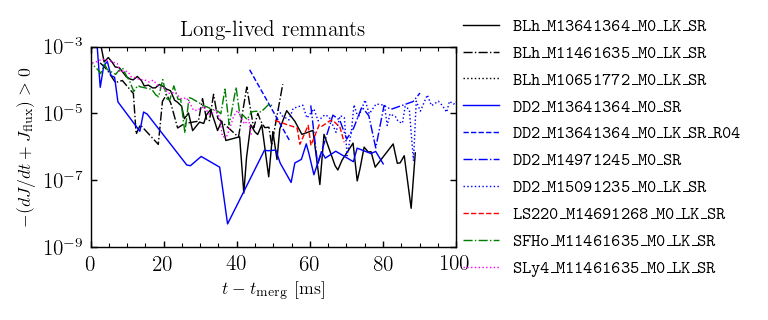 Long-lived remnants
10⁻³
10⁻⁵
10⁻⁷
10⁻⁹
−(dJ/dt + J_flux) > 0
0 20 40 60 80 100
t − t_merg [ms]
BLh_M13641364_M0_LK_SR
BLh_M11461635_M0_LK_SR
BLh_M10651772_M0_LK_SR
DD2_M13641364_M0_SR
DD2_M13641364_M0_LK_SR_R04
DD2_M14971245_M0_SR
DD2_M15091235_M0_LK_SR
LS220_M14691268_M0_LK_SR
SFHo_M11461635_M0_LK_SR
SLy4_M11461635_M0_LK_SR